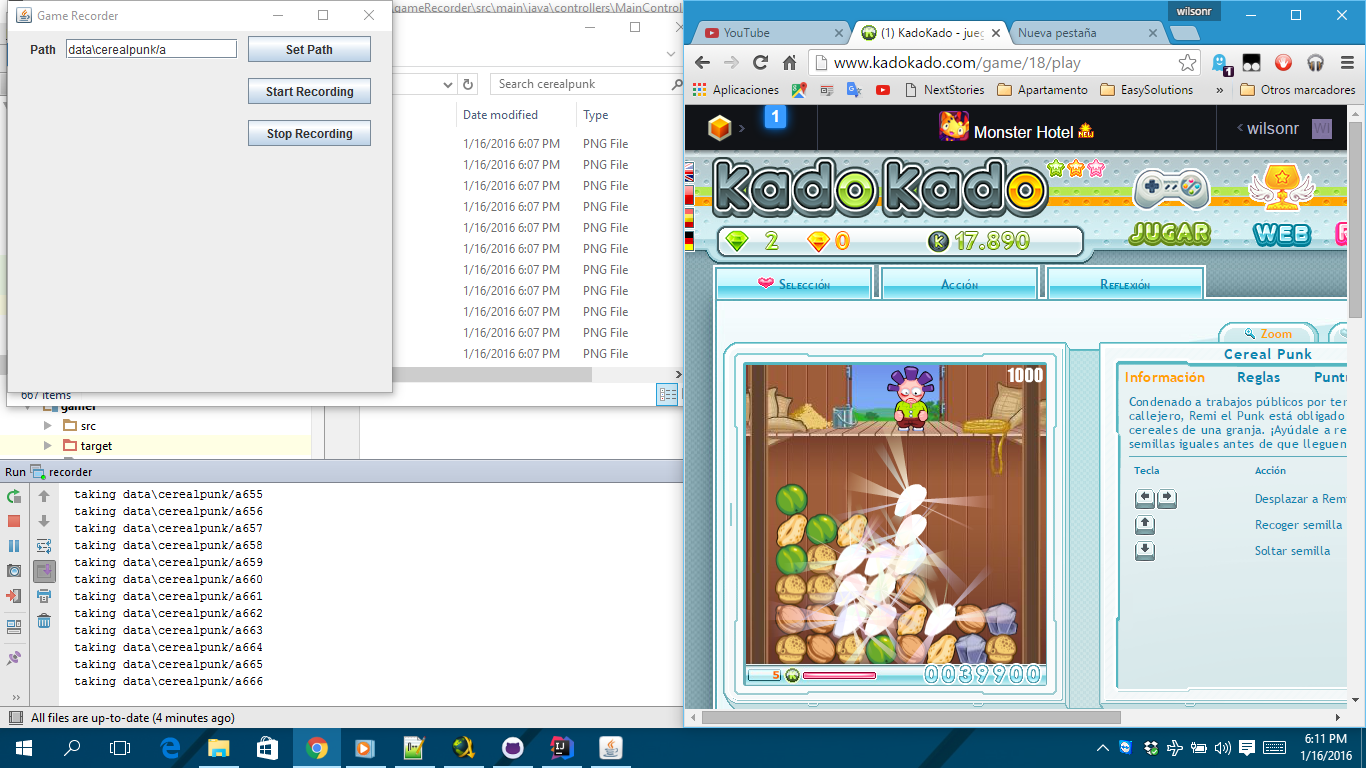 Game Recorder
Path data\cerealpunk/a Set Path
Start Recording
Stop Recording
gameRecorder\src\main\java\controllers\MainControl
Search cerealpunk
Date modified Type
1/16/2016 6:07 PM PNG File
1/16/2016 6:07 PM PNG File
1/16/2016 6:07 PM PNG File
1/16/2016 6:07 PM PNG File
1/16/2016 6:07 PM PNG File
1/16/2016 6:07 PM PNG File
1/16/2016 6:07 PM PNG File
1/16/2016 6:07 PM PNG File
1/16/2016 6:07 PM PNG File
1/16/2016 6:07 PM PNG File
1/16/2016 6:07 PM PNG File
667 items
gamer
src
target
Run recorder
taking data\cerealpunk/a655
taking data\cerealpunk/a656
taking data\cerealpunk/a657
taking data\cerealpunk/a658
taking data\cerealpunk/a659
taking data\cerealpunk/a660
taking data\cerealpunk/a661
taking data\cerealpunk/a662
taking data\cerealpunk/a663
taking data\cerealpunk/a664
taking data\cerealpunk/a665
taking data\cerealpunk/a666
All files are up-to-date (4 minutes ago)
wilsonr
YouTube (1) KadoKado - jueg Nueva pestaña
www.kadokado.com/game/18/play
1
Aplicaciones NextStories Apartamento EasySolutions » Otros marcadores
1 Monster Hotel NEW wilsonr WI
KadoKado
2 0 K 17.890
JUGAR WEB
Selección Acción Reflexión
Zoom
Cereal Punk
Información Reglas Puntu
Condenado a trabajos públicos por ter
callejero, Remi el Punk está obligado
cereales de una granja. ¡Ayúdale a re
semillas iguales antes de que lleguen
Tecla Acción
Desplazar a Rem
Recoger semilla
Soltar semilla
1000
5 0039900
6:11 PM
1/16/2016